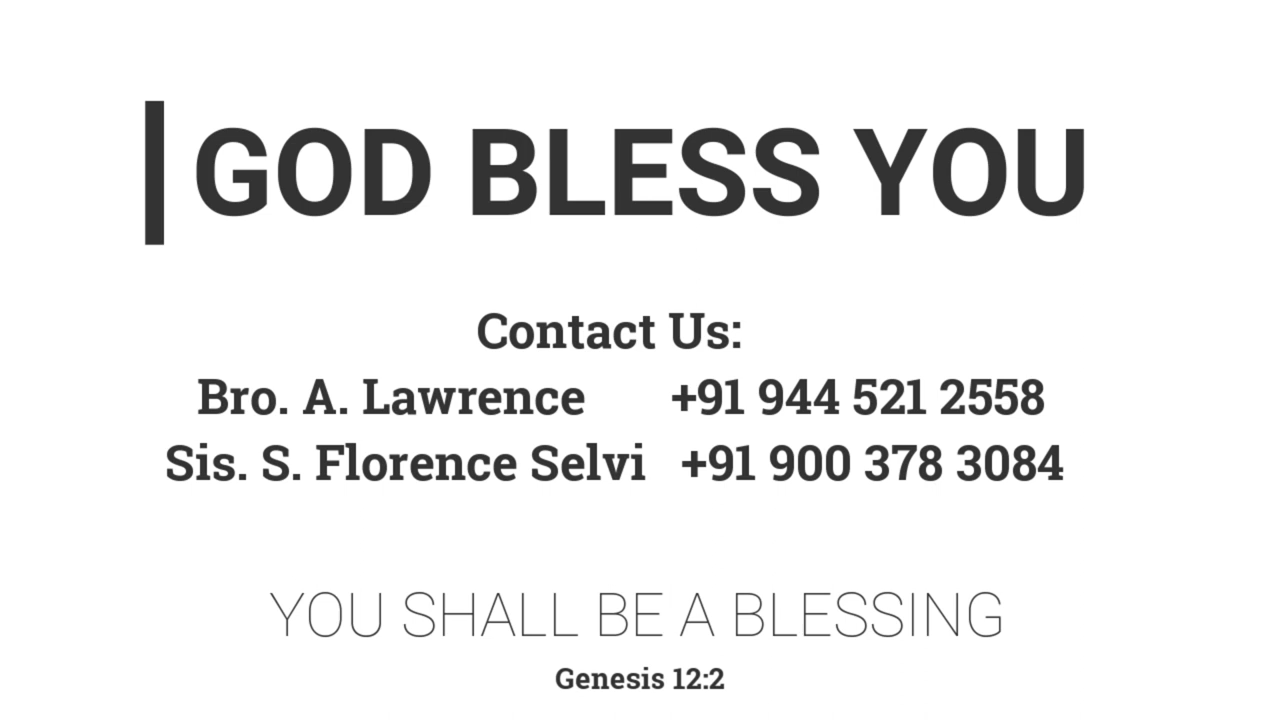 GOD BLESS YOU
Contact Us:
Bro. A. Lawrence +91 944 521 2558
Sis. S. Florence Selvi +91 900 378 3084
YOU SHALL BE A BLESSING
Genesis 12:2